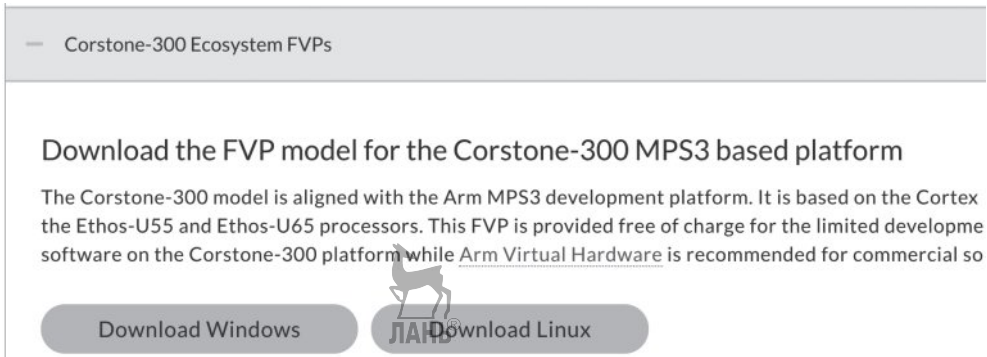 Corstone-300 Ecosystem FVPs
Download the FVP model for the Corstone-300 MPS3 based platform
The Corstone-300 model is aligned with the Arm MPS3 development platform. It is based on the Cortex
the Ethos-U55 and Ethos-U65 processors. This FVP is provided free of charge for the limited developme
software on the Corstone-300 platform while Arm Virtual Hardware is recommended for commercial so
Download Windows
Download Linux
ЛАНЬ®